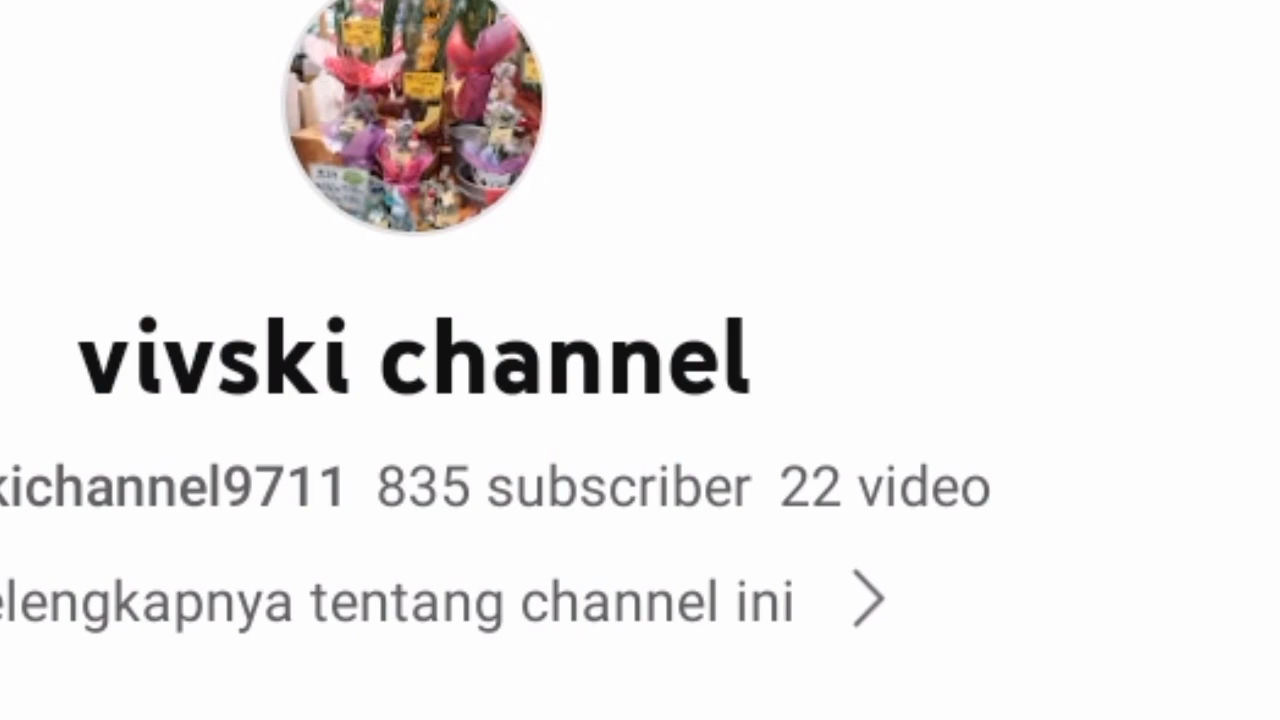 vivski channel
kichannel9711 835 subscriber 22 video
elengkapnya tentang channel ini